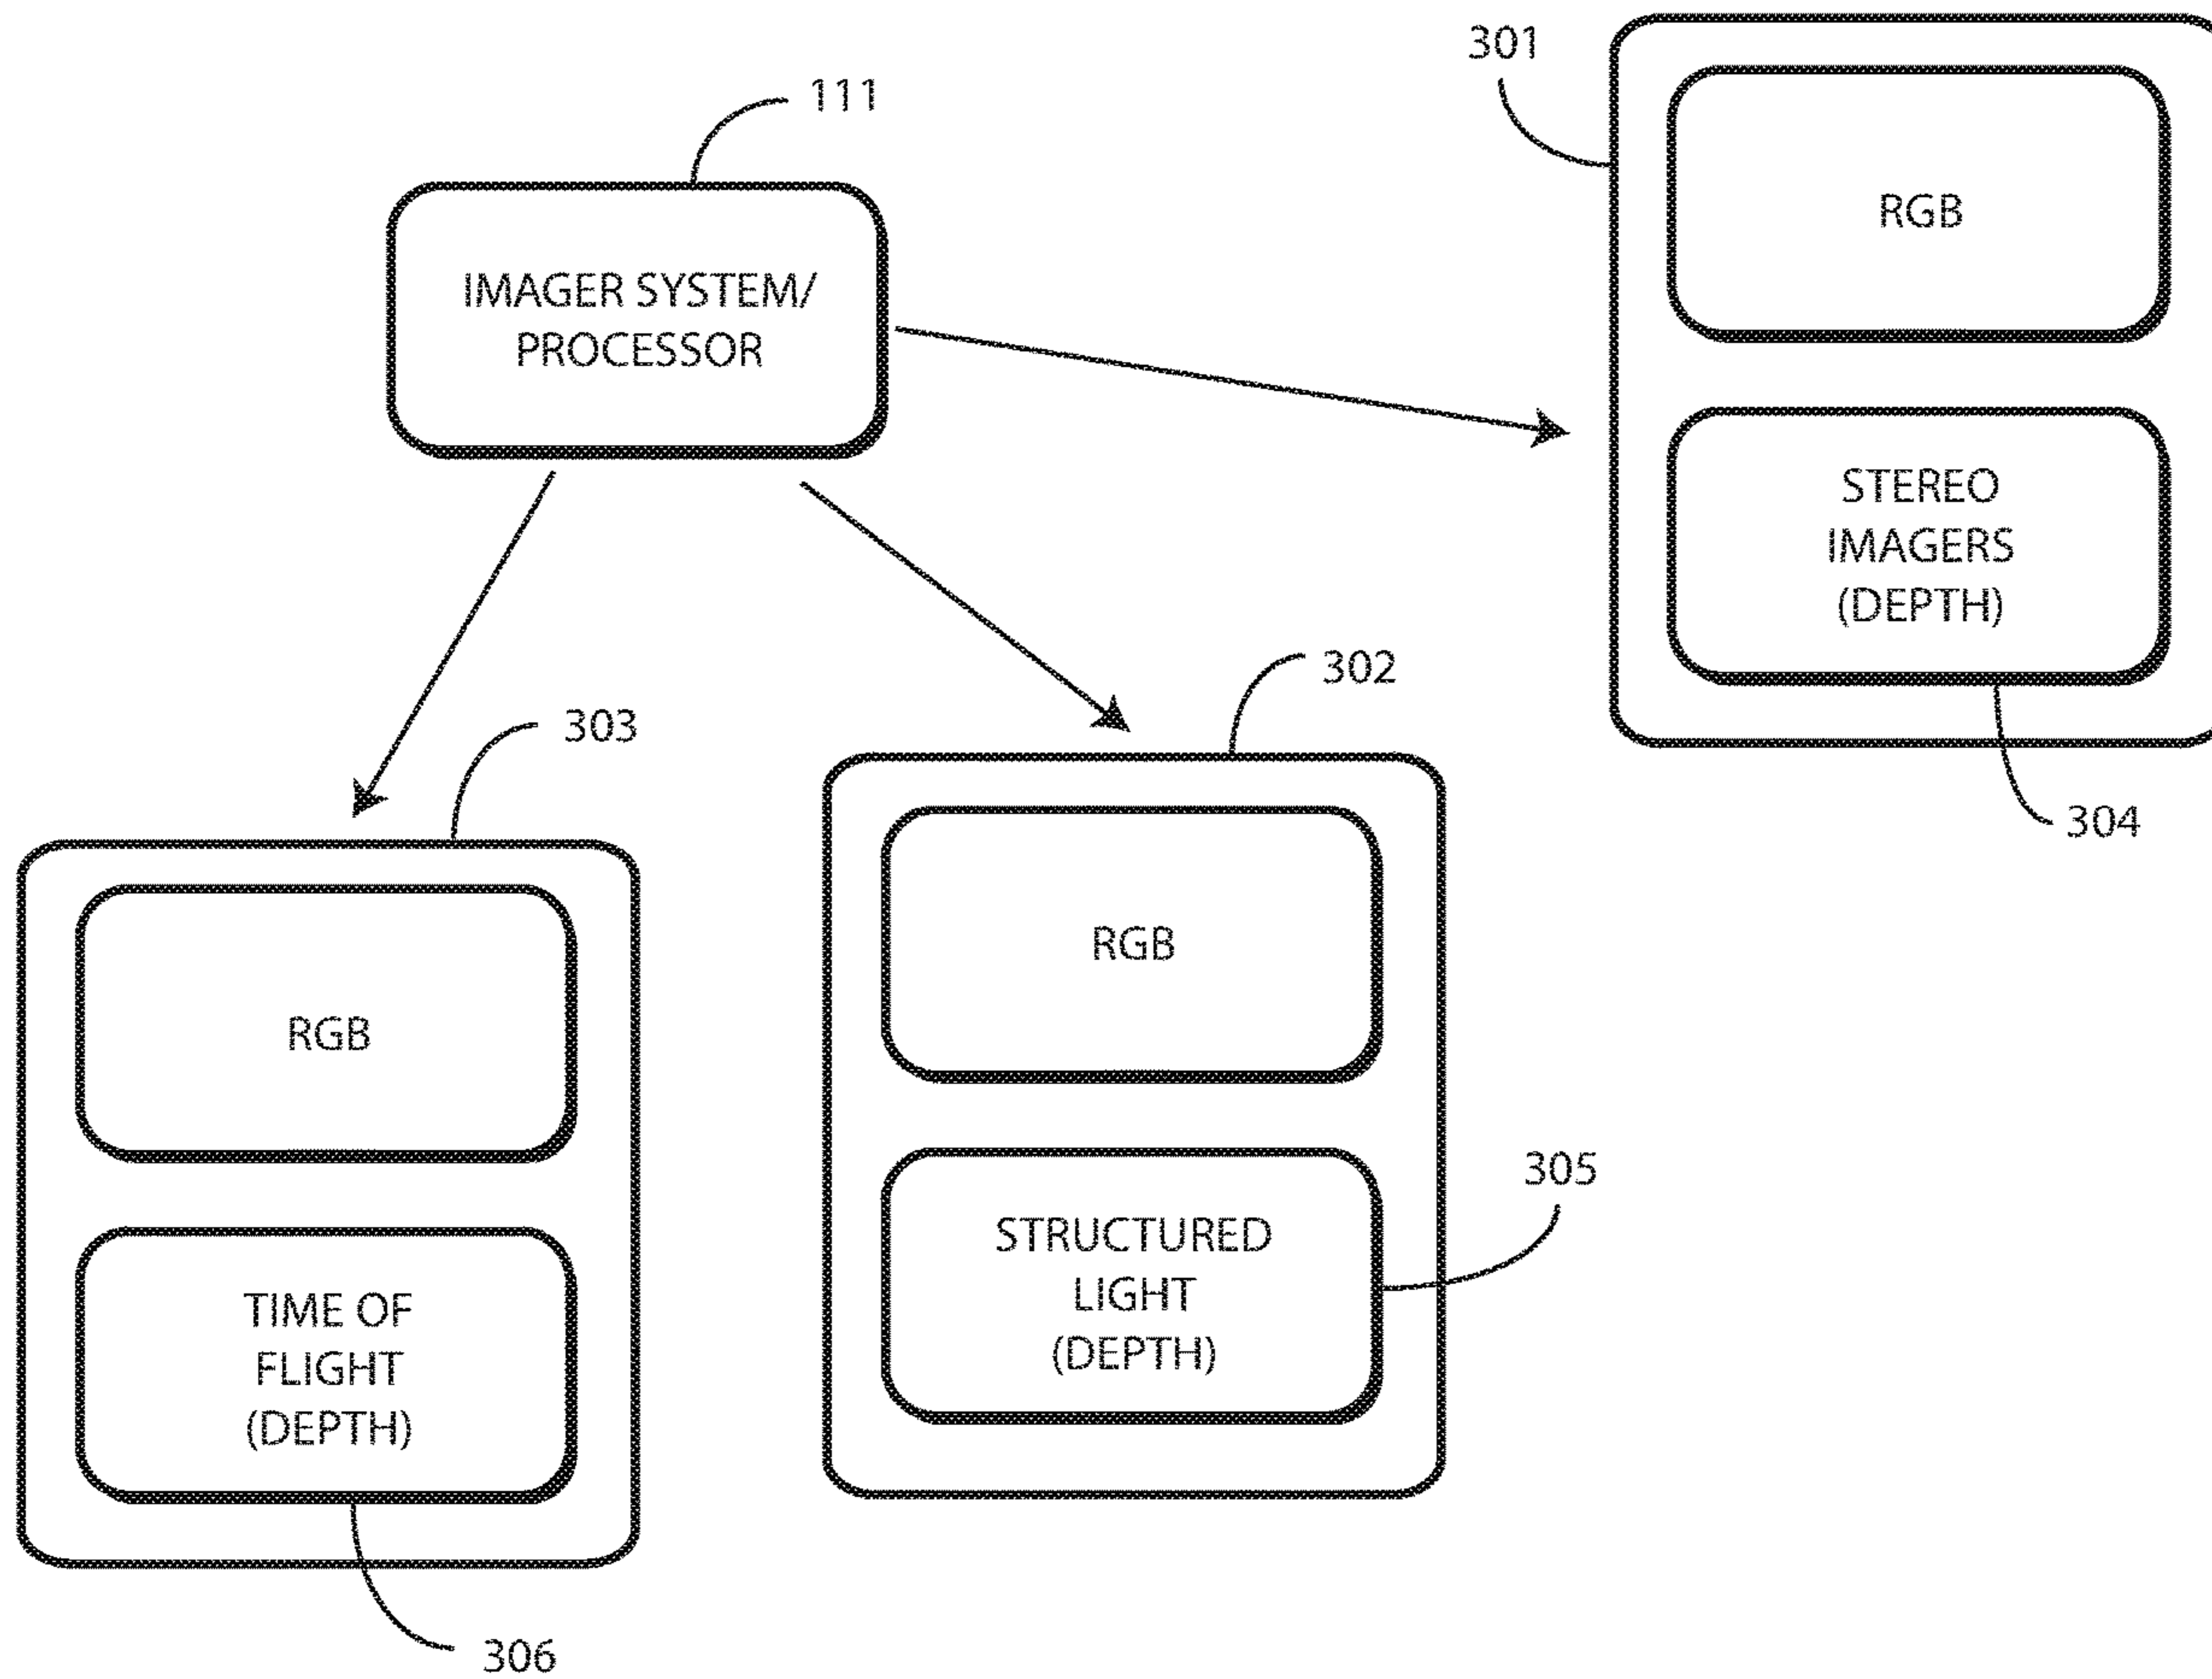 301
111
RGB
IMAGER SYSTEM/
PROCESSOR
STEREO
IMAGERS
(DEPTH)
302
303
304
RGB
RGB
305
STRUCTURED
LIGHT
(DEPTH)
TIME OF
FLIGHT
(DEPTH)
306